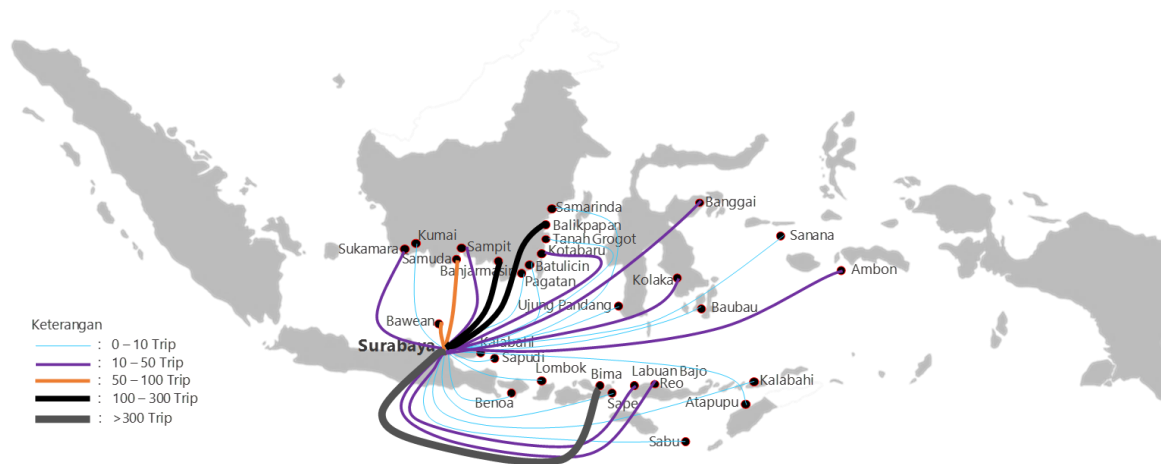 Samarinda
Banggai
Balikpapan
Kumai
Tanah Grogot
Sanana
Sukamara
Sampit
Kotabaru
Samuda
Batulicin
Banjarmasin
Ambon
Pagatan
Kolaka
Ujung Pandang
Baubau
Bawean
Keterangan
: 0 – 10 Trip
: 10 – 50 Trip
: 50 – 100 Trip
: 100 – 300 Trip
: >300 Trip
Surabaya
Kalabahi
Sapudi
Lombok
Bima
Labuan Bajo
Reo
Kalabahi
Benoa
Sape
Atapupu
Sabu